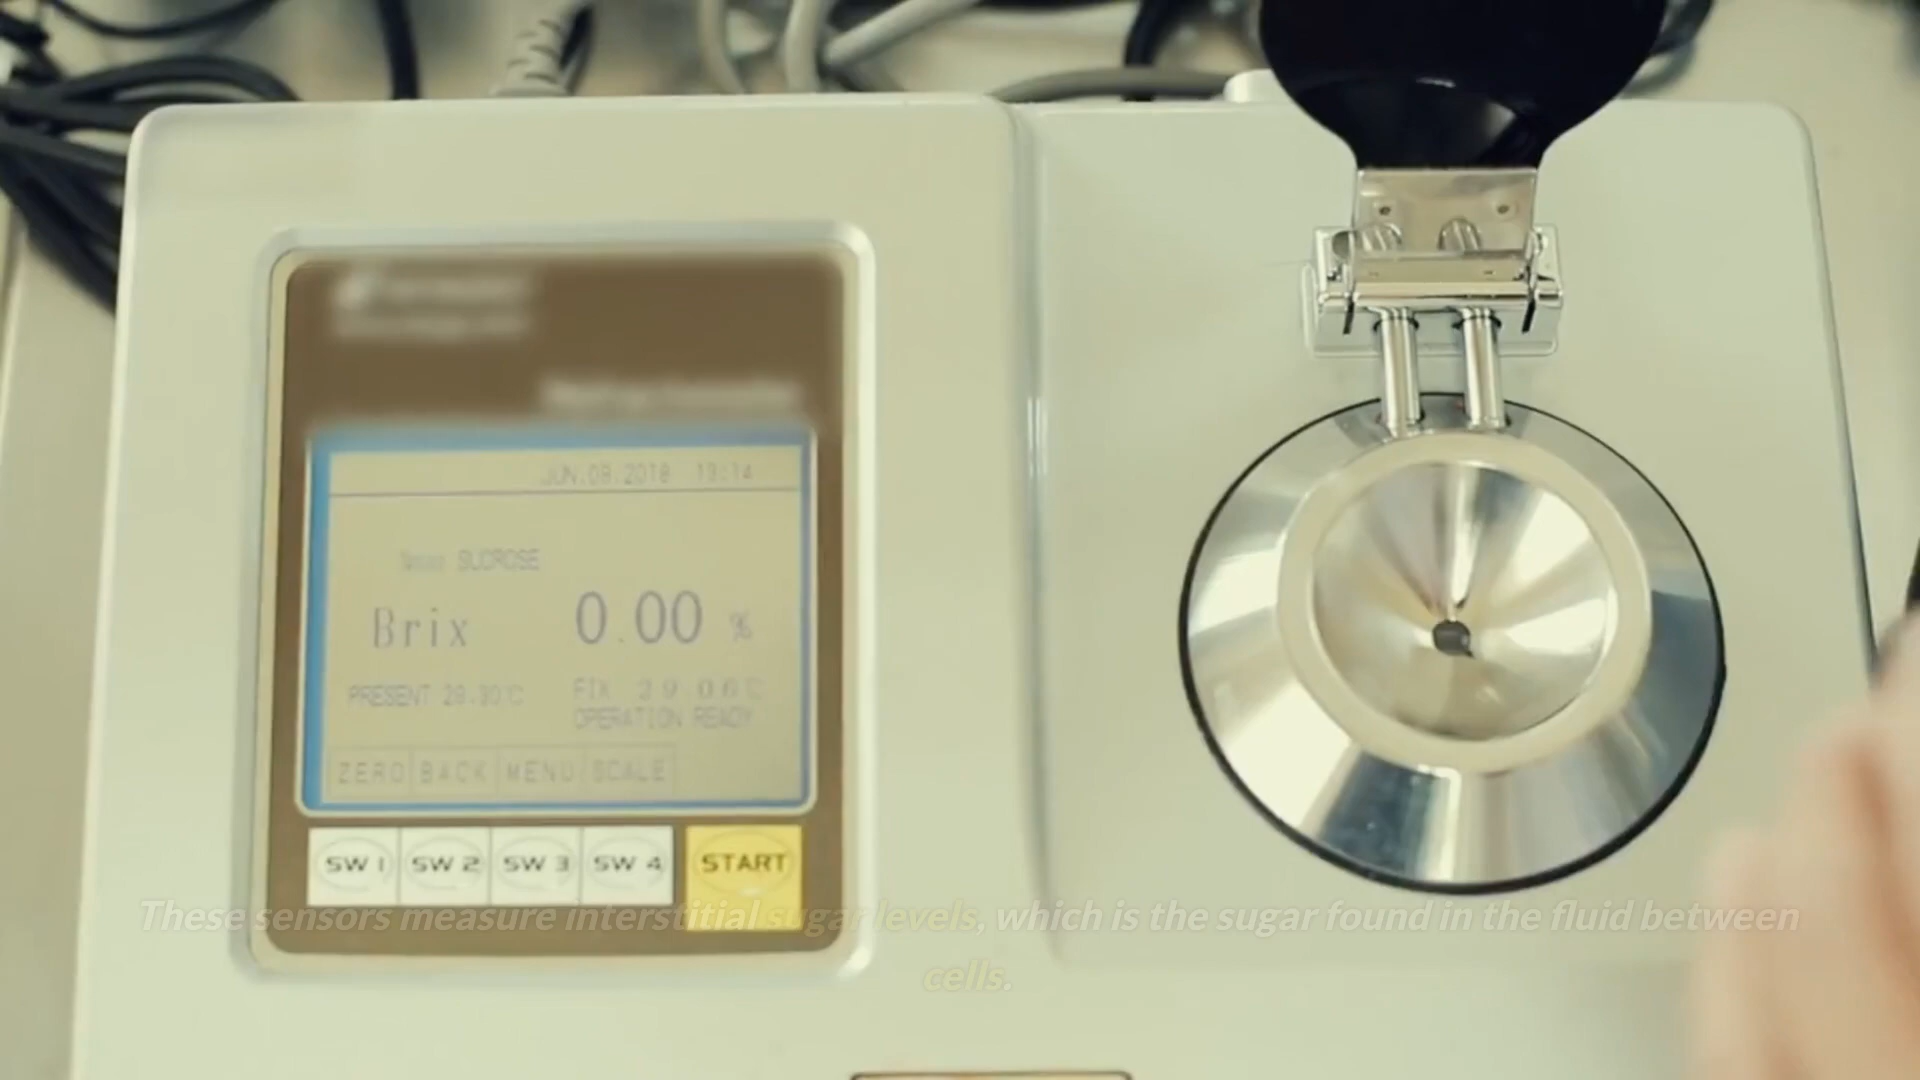 JUN.08.2018 13:14
%mass SUCROSE
Brix 0.00 %
PRESENT 28.30°C FIX 29.00°C
OPERATION READY
ZERO BACK MENU SCALE
SW 1 SW 2 SW 3 SW 4 START
These sensors measure interstitial sugar levels, which is the sugar found in the fluid between
cells.